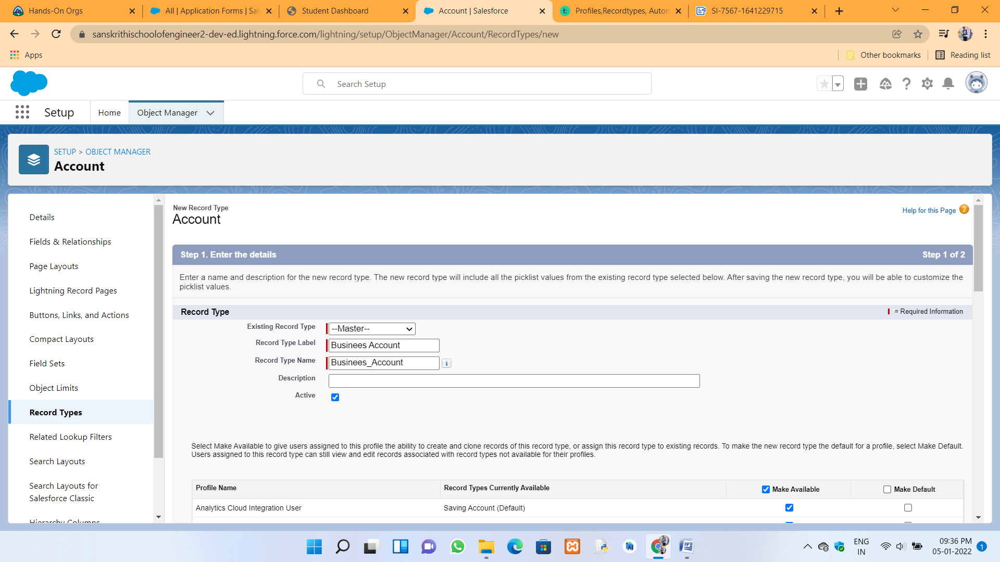 Hands-On Orgs
All | Application Forms | Sal
Student Dashboard
Account | Salesforce
Profiles,Recordtypes, Autom
SI-7567-1641229715
sanskrithischoolofengineer2-dev-ed.lightning.force.com/lightning/setup/ObjectManager/Account/RecordTypes/new
Apps
Other bookmarks
Reading list
Search Setup
Setup
Home
Object Manager
SETUP > OBJECT MANAGER
Account
Details
Fields & Relationships
Page Layouts
Lightning Record Pages
Buttons, Links, and Actions
Compact Layouts
Field Sets
Object Limits
Record Types
Related Lookup Filters
Search Layouts
Search Layouts for
Salesforce Classic
Hierarchy Columns
New Record Type
Account
Help for this Page
Step 1. Enter the details
Step 1 of 2
Enter a name and description for the new record type. The new record type will include all the picklist values from the existing record type selected below. After saving the new record type, you will be able to customize the
picklist values.
Record Type
= Required Information
Existing Record Type
--Master--
Record Type Label
Businees Account
Record Type Name
Businees_Account
Description
Active
Select Make Available to give users assigned to this profile the ability to create and clone records of this record type, or assign this record type to existing records. To make the new record type the default for a profile, select Make Default.
Users assigned to this record type can still view and edit records associated with record types not available for their profiles.
Profile Name
Record Types Currently Available
Make Available
Make Default
Analytics Cloud Integration User
Saving Account (Default)
ENG
IN
09:36 PM
05-01-2022
1